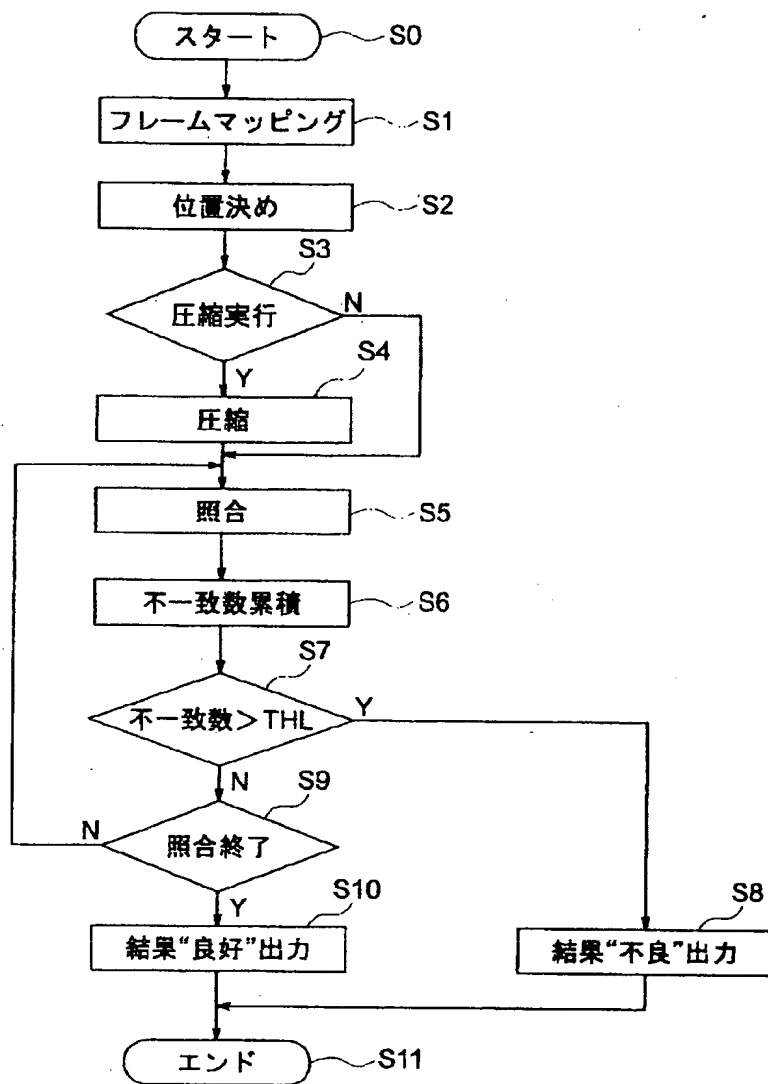 スタート S0
フレームマッピング S1
位置決め S2
S3
圧縮実行 N
S4
Y
圧縮
照合 S5
不一致数累積 S6
S7
不一致数>THL Y
N S9
N
照合終了
Y S10 S8
結果“良好”出力 結果“不良”出力
エンド S11